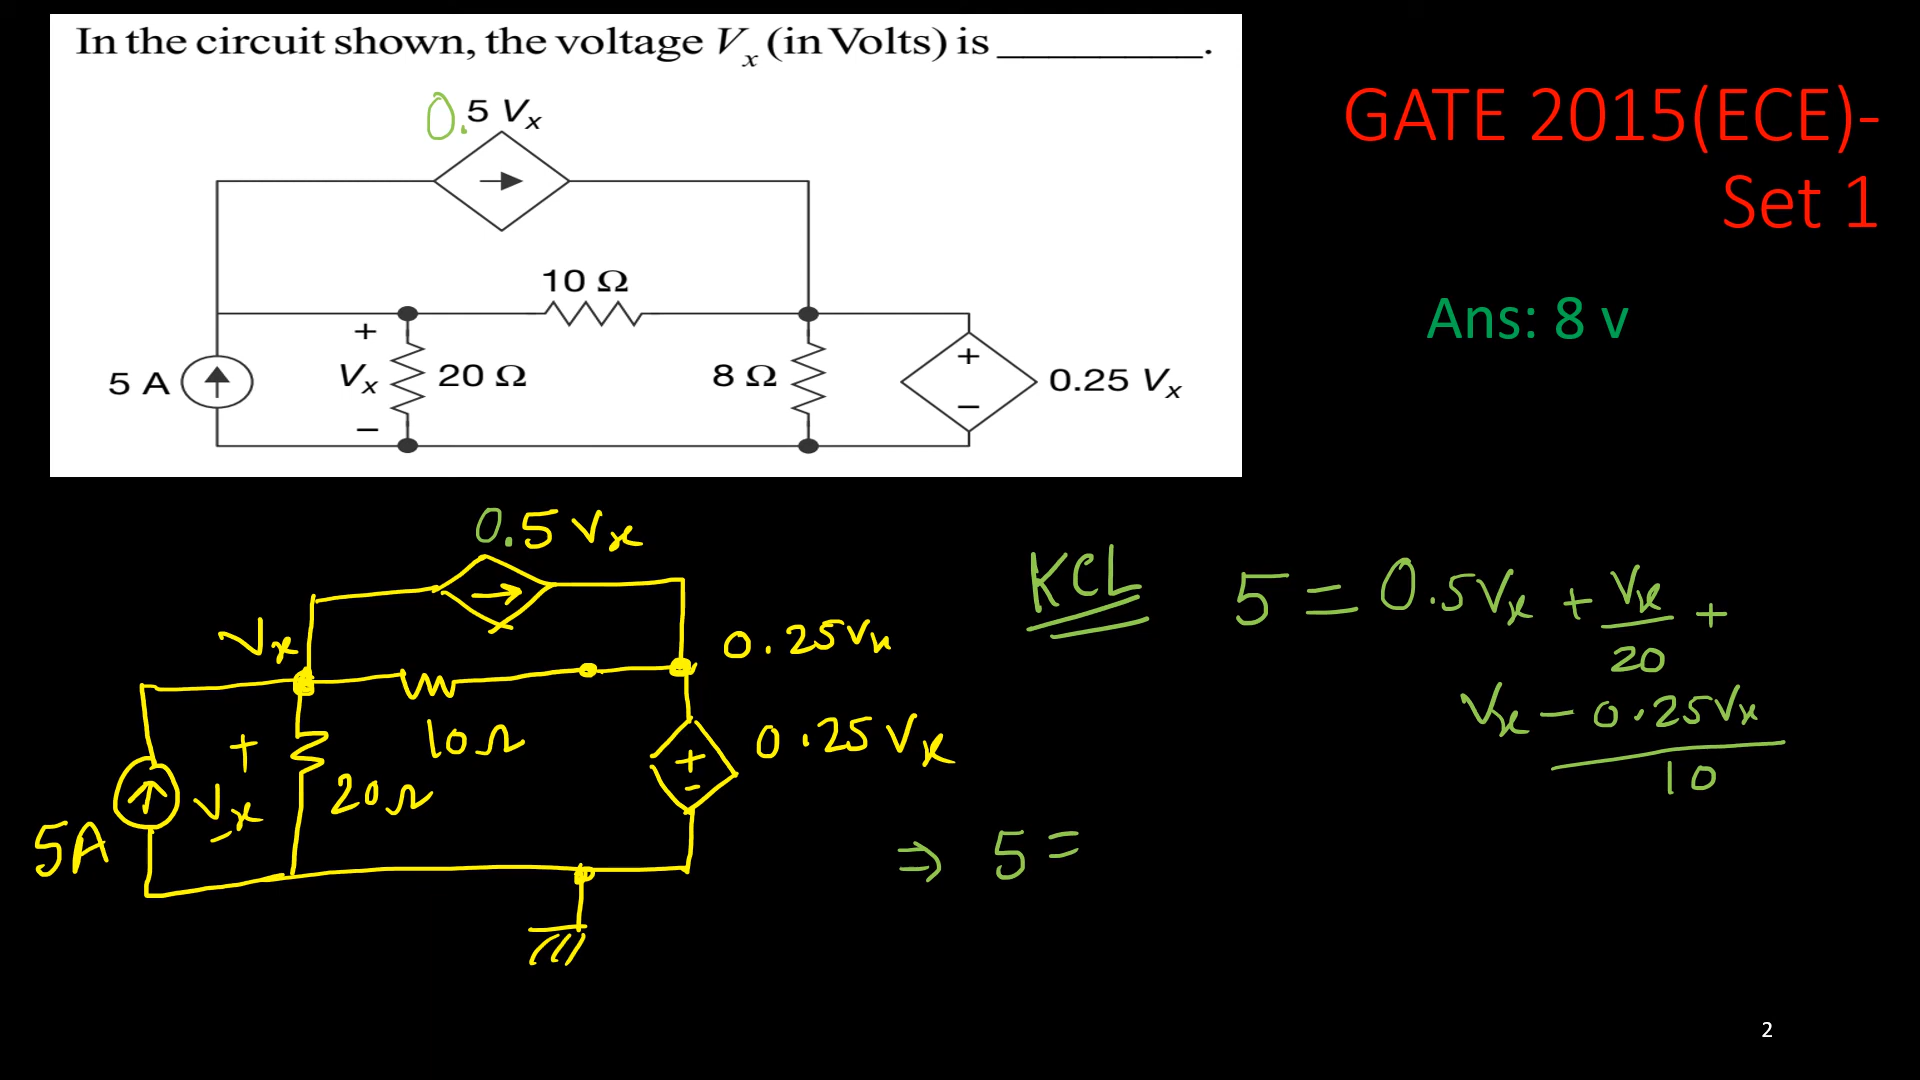 In the circuit shown, the voltage Vx (in Volts) is __________.
0.5 Vx
10 Ω
+
Vx
−
20 Ω
8 Ω
5 A
+
−
0.25 Vx
GATE 2015(ECE)-
Set 1
Ans: 8 v
0.5 Vx
Vx
0.25Vx
10Ω
+
Vx
−
20Ω
+
−
0.25 Vx
5A
KCL 5 = 0.5Vx + Vx/20 +
Vx − 0.25Vx
10
⇒ 5 =
2